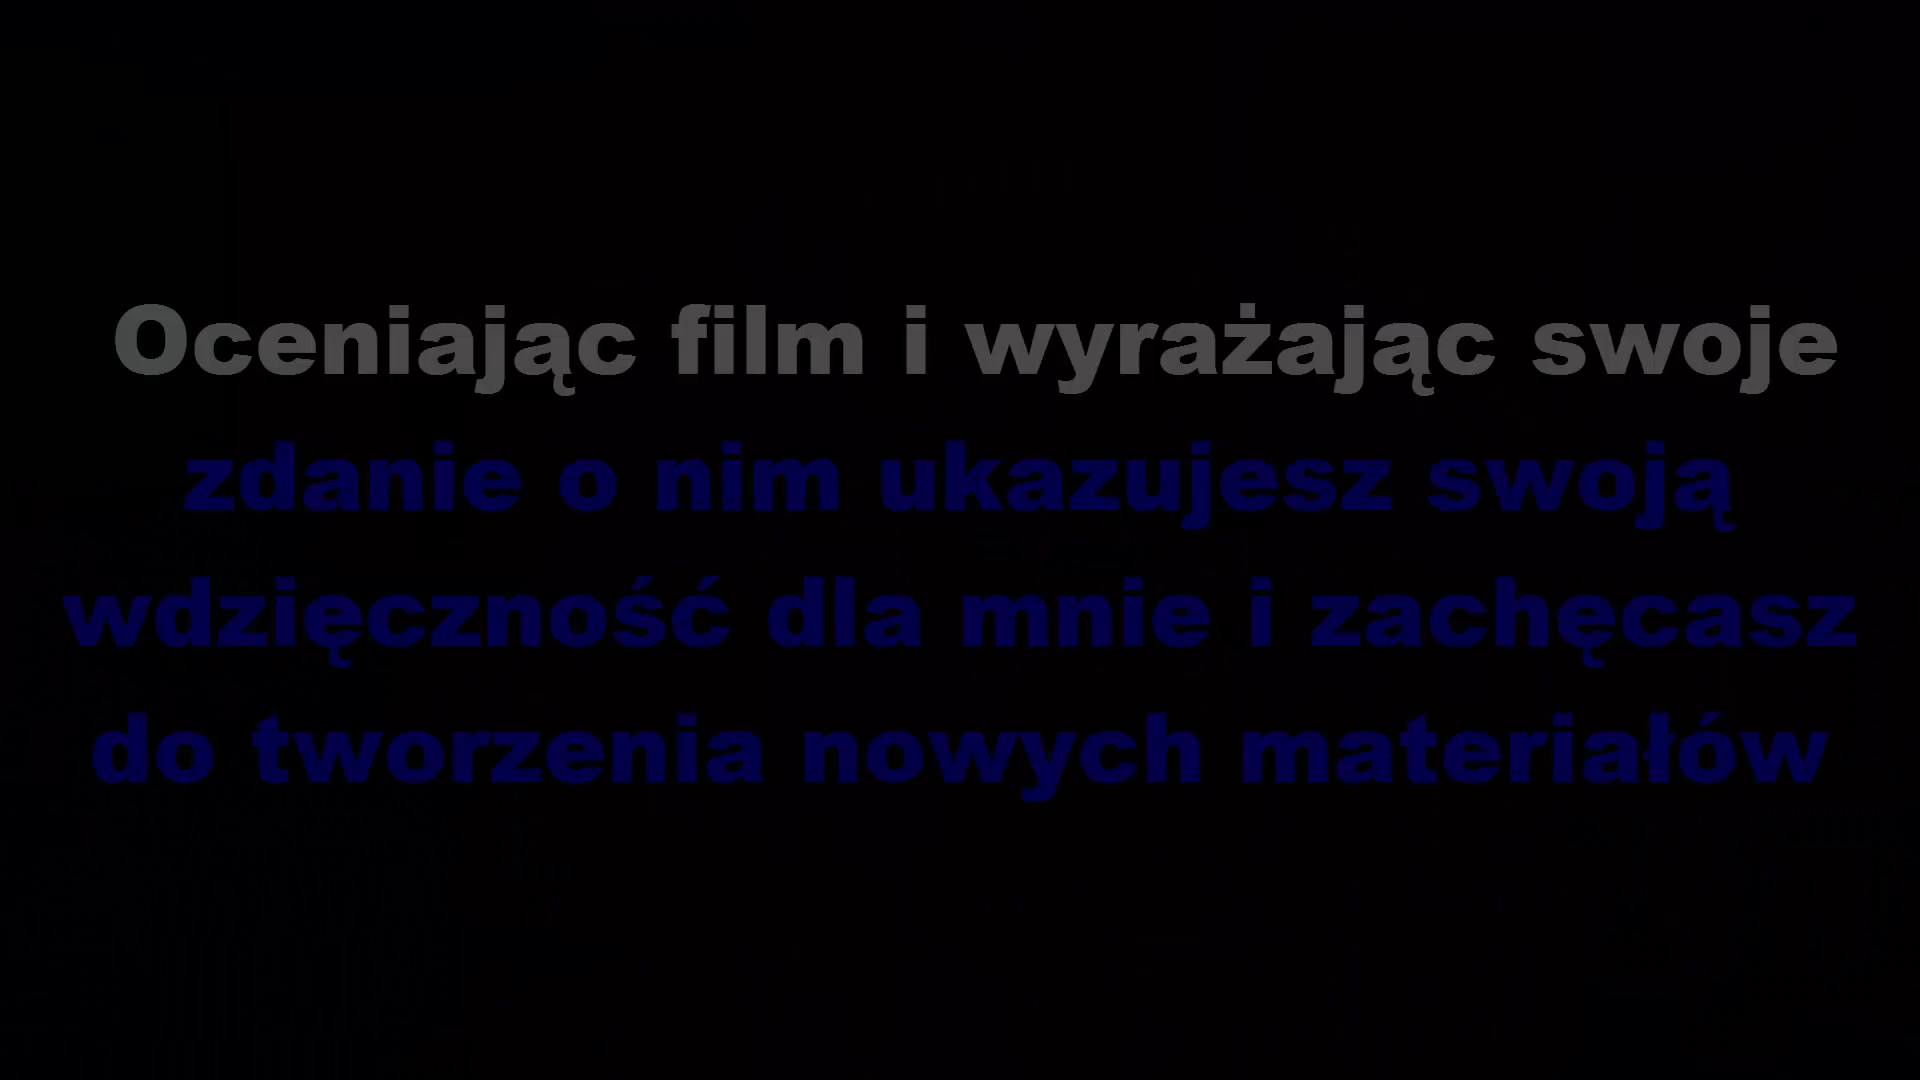 Oceniając film i wyrażając swoje
zdanie o nim ukazujesz swoją
wdzięczność dla mnie i zachęcasz
do tworzenia nowych materiałów